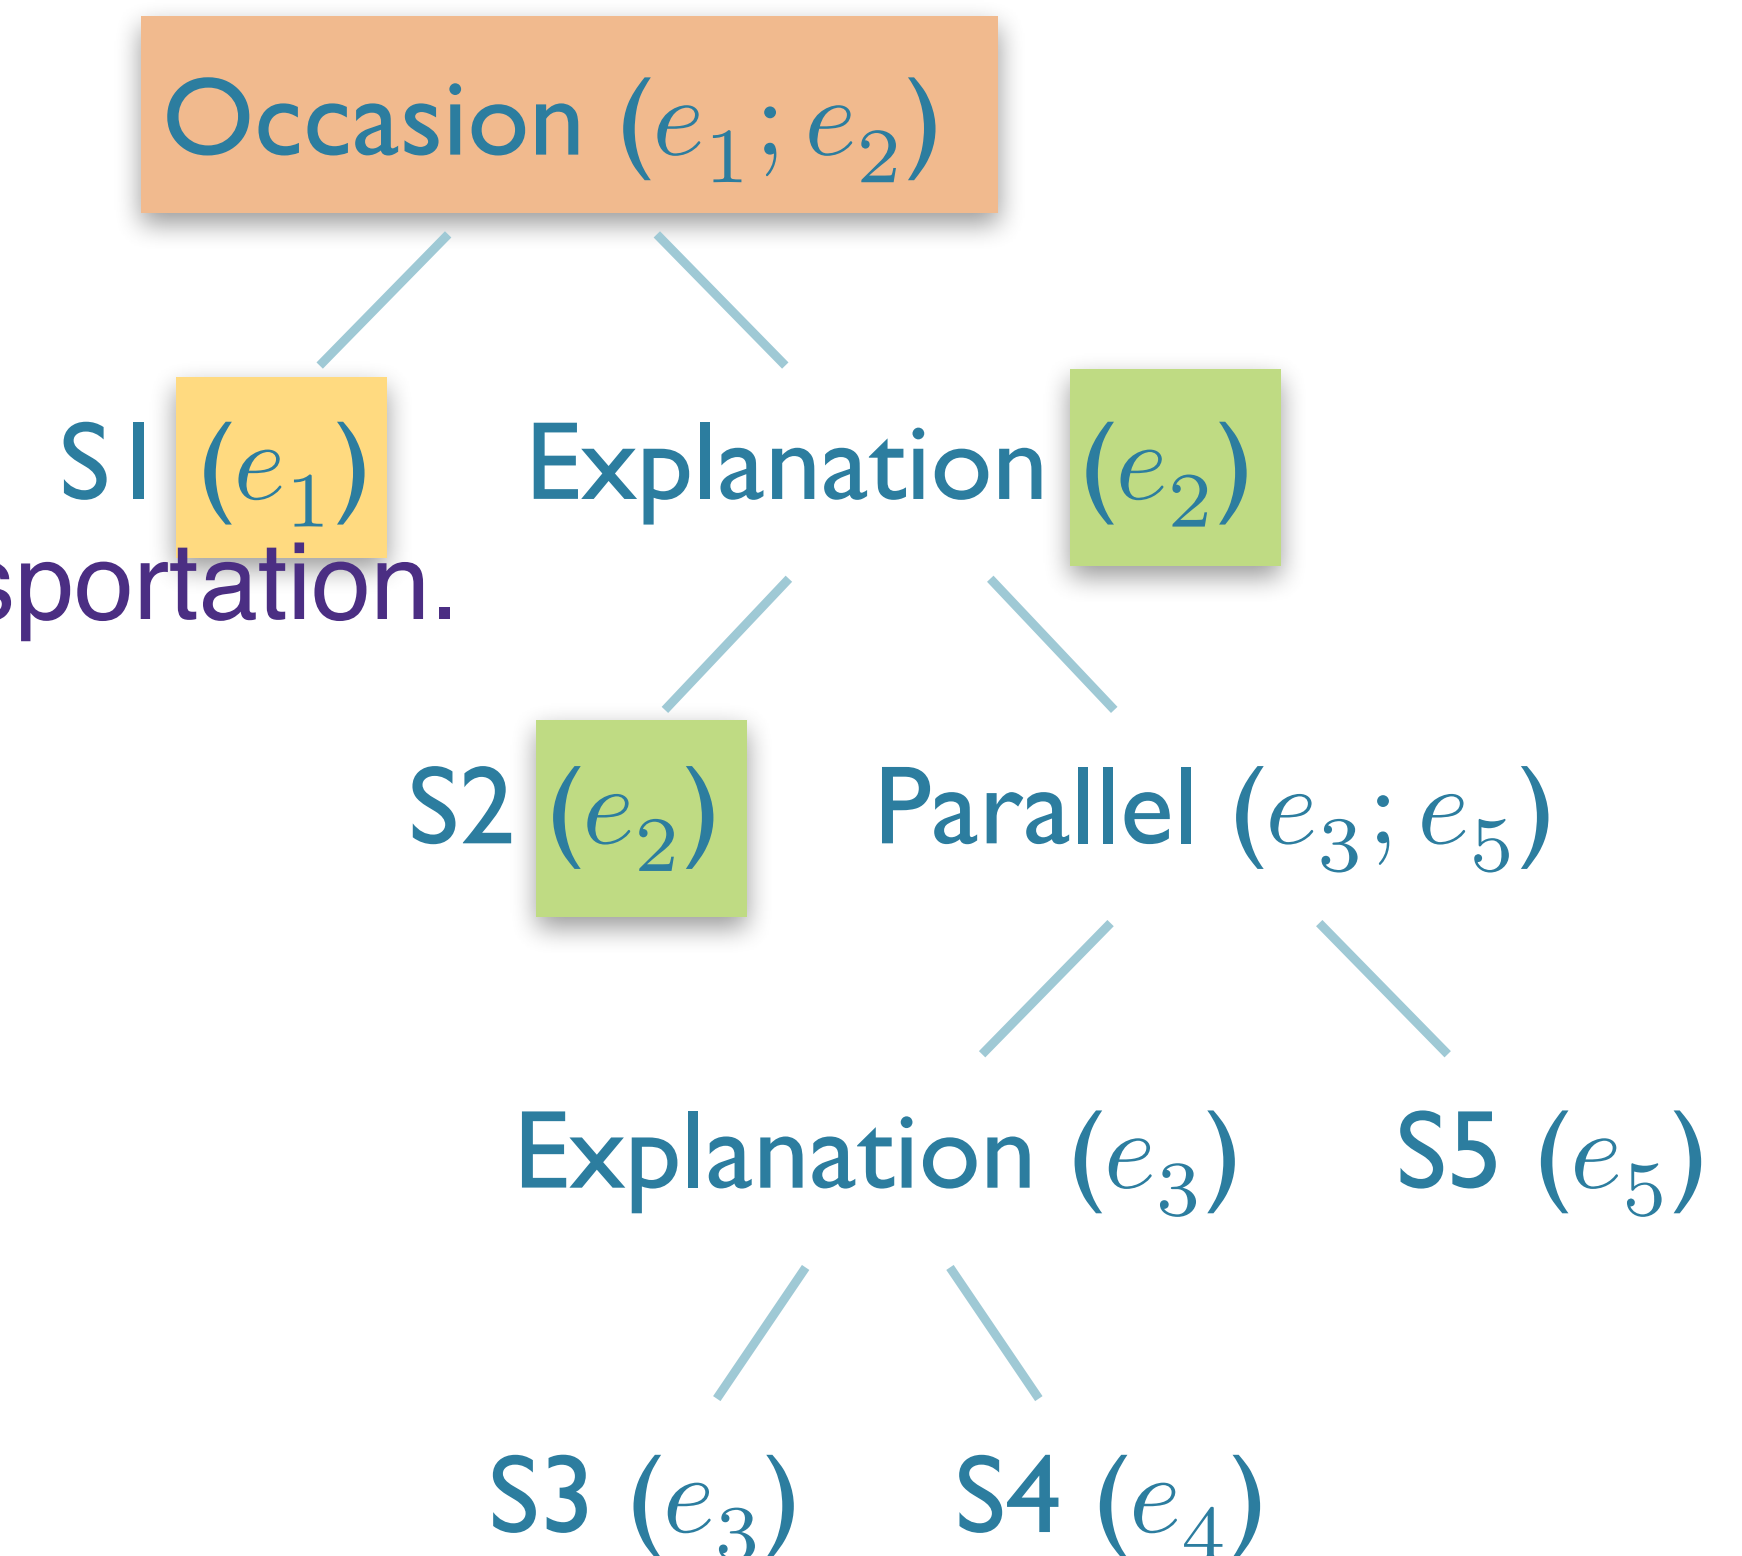 Occasion (e₁; e₂)
S1 (e₁) Explanation (e₂)
sportation.
S2 (e₂) Parallel (e₃; e₅)
Explanation (e₃) S5 (e₅)
S3 (e₃) S4 (e₄)